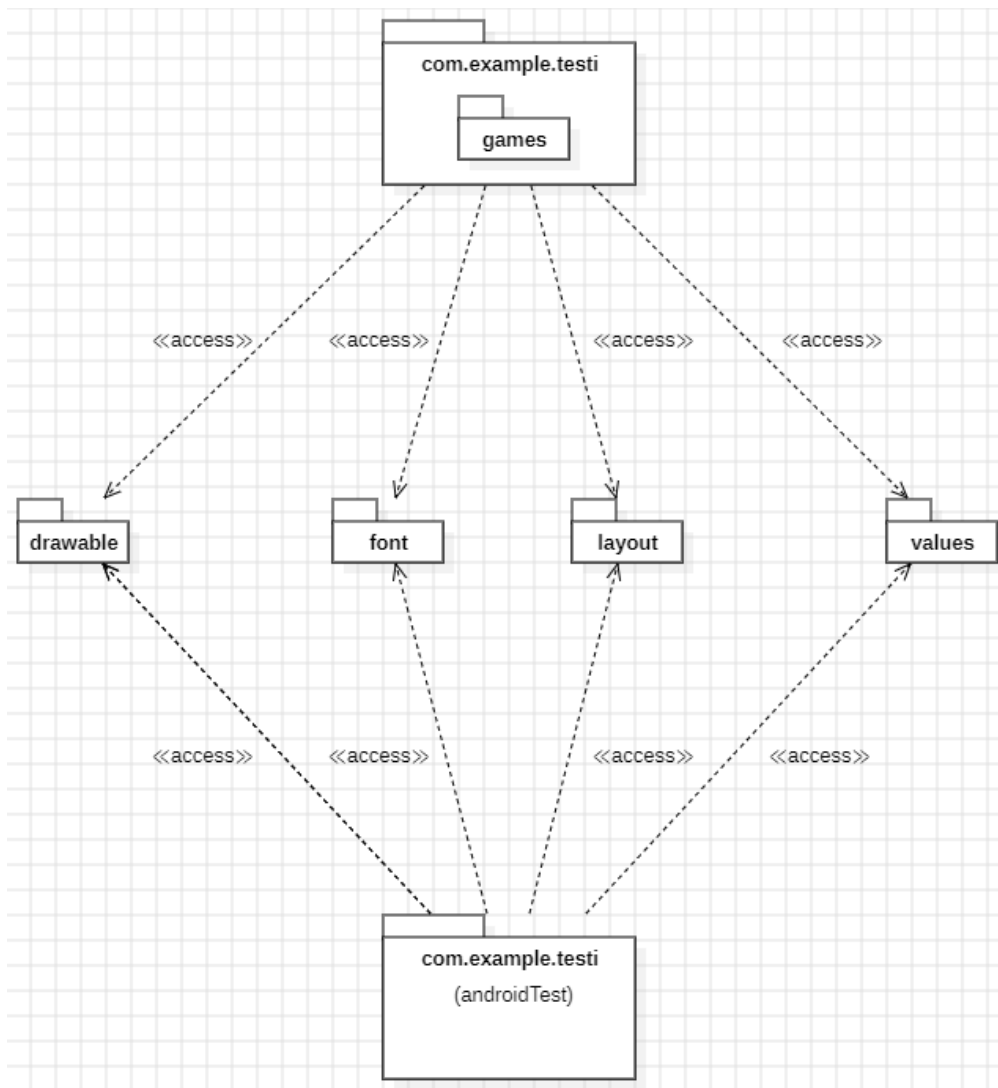 com.example.testi
games
≪access≫ ≪access≫ ≪access≫ ≪access≫
drawable font layout values
≪access≫ ≪access≫ ≪access≫ ≪access≫
com.example.testi
(androidTest)